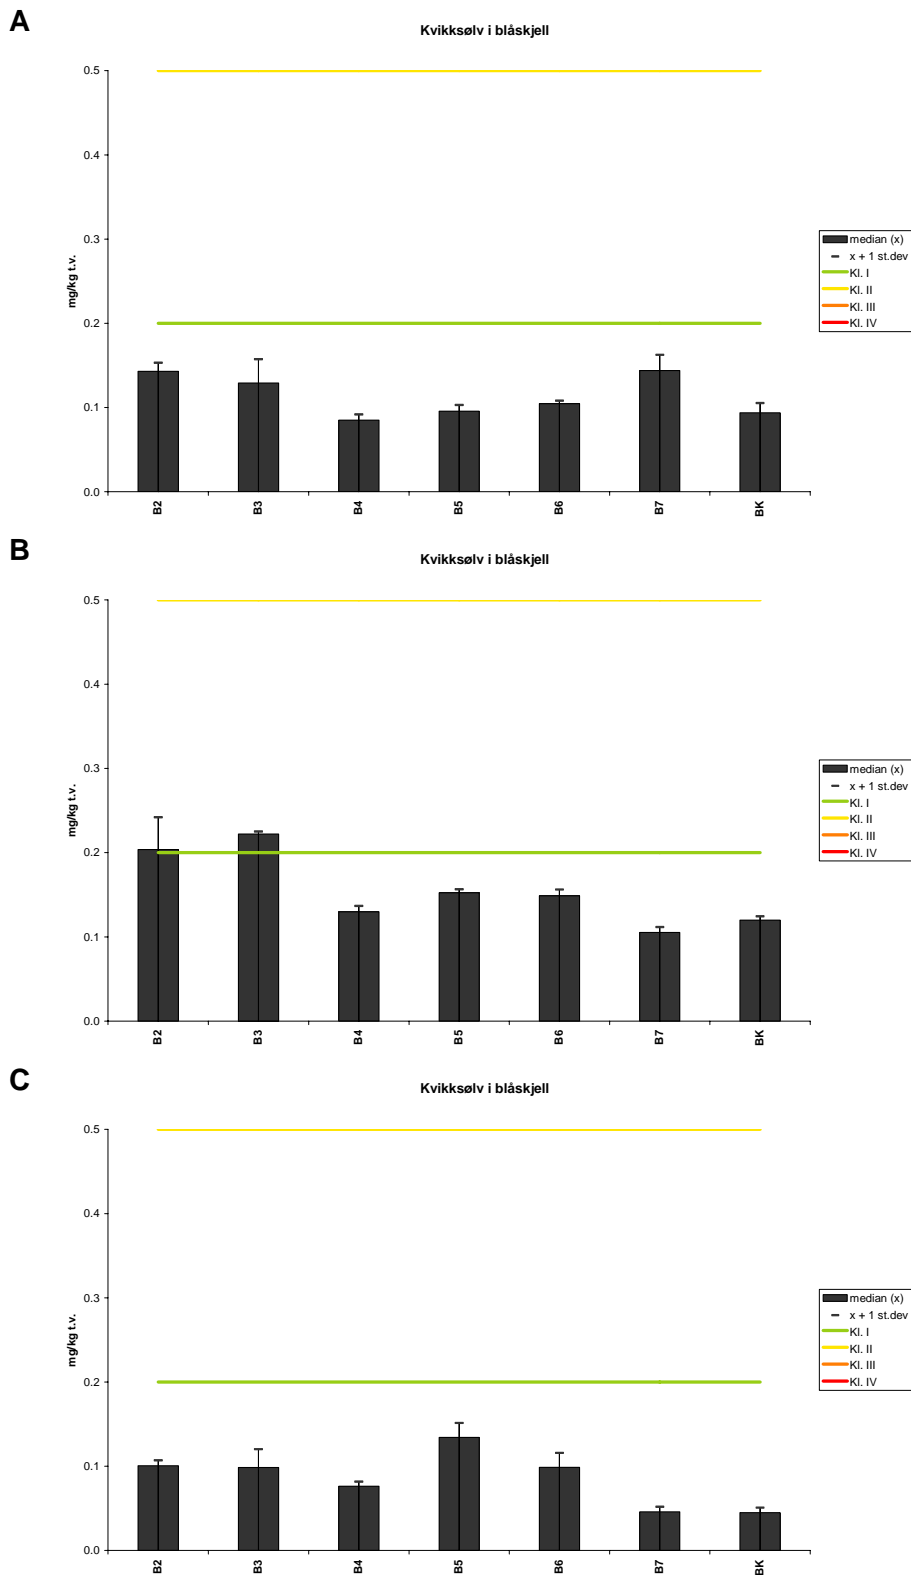 A
Kvikksølv i blåskjell
0.5
0.4
0.3
0.2
0.1
0.0
mg/kg t.v.
B2
B3
B4
B5
B6
B7
BK
median (x)
x + 1 st.dev
Kl. I
Kl. II
Kl. III
Kl. IV
B
Kvikksølv i blåskjell
0.5
0.4
0.3
0.2
0.1
0.0
mg/kg t.v.
B2
B3
B4
B5
B6
B7
BK
median (x)
x + 1 st.dev
Kl. I
Kl. II
Kl. III
Kl. IV
C
Kvikksølv i blåskjell
0.5
0.4
0.3
0.2
0.1
0.0
mg/kg t.v.
B2
B3
B4
B5
B6
B7
BK
median (x)
x + 1 st.dev
Kl. I
Kl. II
Kl. III
Kl. IV